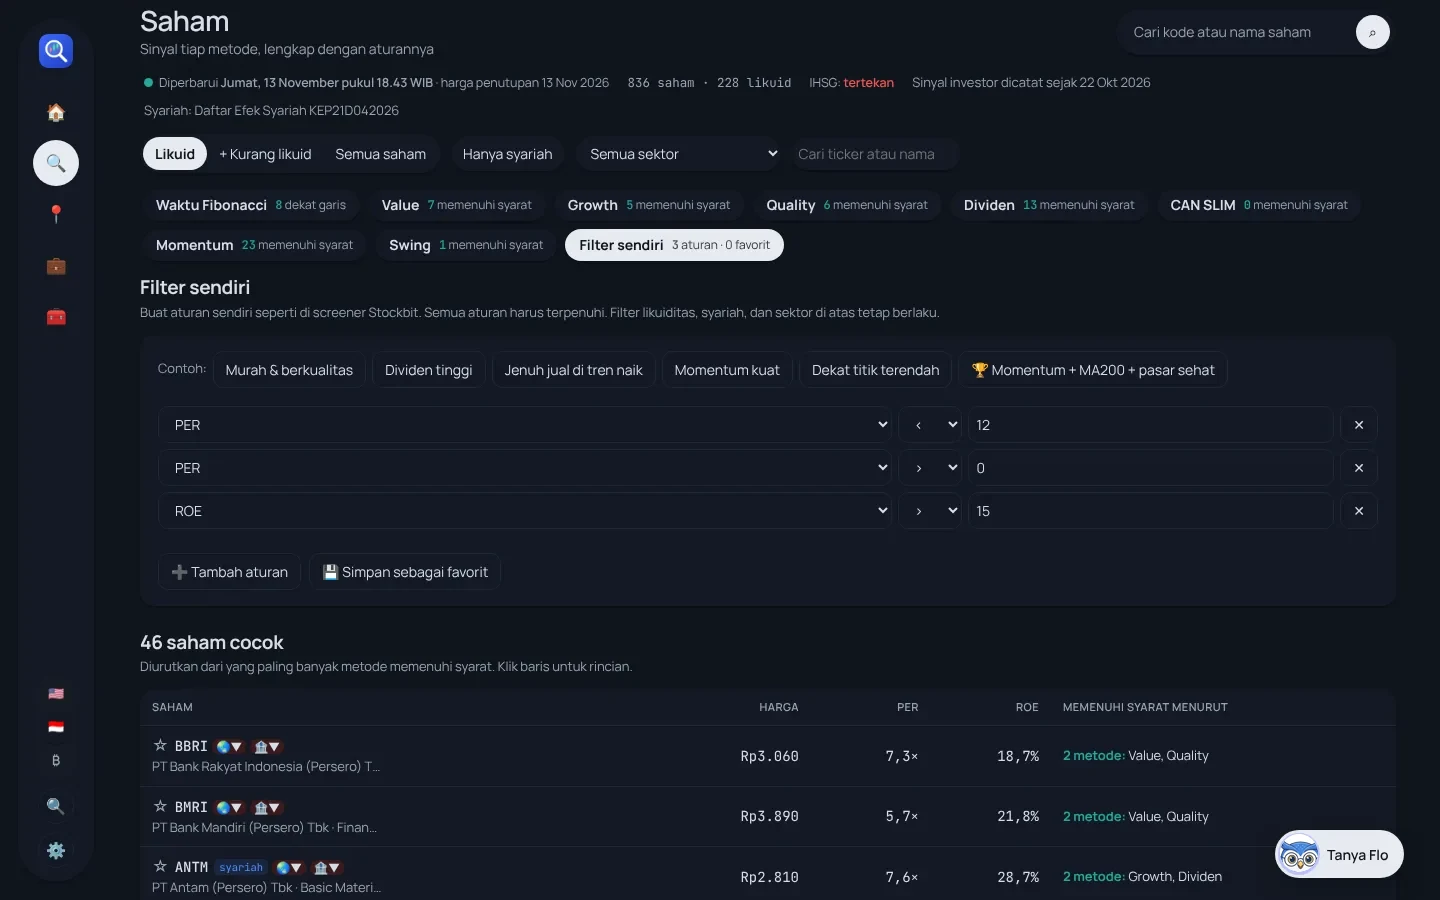 Saham
Cari kode atau nama saham
Sinyal tiap metode, lengkap dengan aturannya
Diperbarui Jumat, 13 November pukul 18.43 WIB · harga penutupan 13 Nov 2026 836 saham · 228 likuid IHSG: tertekan Sinyal investor dicatat sejak 22 Okt 2026
Syariah: Daftar Efek Syariah KEP21D042026
Likuid + Kurang likuid Semua saham Hanya syariah Semua sektor Cari ticker atau nama
Waktu Fibonacci 8 dekat garis Value 7 memenuhi syarat Growth 5 memenuhi syarat Quality 6 memenuhi syarat Dividen 13 memenuhi syarat CAN SLIM 0 memenuhi syarat
Momentum 23 memenuhi syarat Swing 1 memenuhi syarat Filter sendiri 3 aturan · 0 favorit
Filter sendiri
Buat aturan sendiri seperti di screener Stockbit. Semua aturan harus terpenuhi. Filter likuiditas, syariah, dan sektor di atas tetap berlaku.
Contoh: Murah & berkualitas Dividen tinggi Jenuh jual di tren naik Momentum kuat Dekat titik terendah 🏆 Momentum + MA200 + pasar sehat
PER < 12 ×
PER > 0 ×
ROE > 15 ×
➕ Tambah aturan 💾 Simpan sebagai favorit
46 saham cocok
Diurutkan dari yang paling banyak metode memenuhi syarat. Klik baris untuk rincian.
SAHAM HARGA PER ROE MEMENUHI SYARAT MENURUT
☆ BBRI 🌏▼ 🏦▼ Rp3.060 7,3× 18,7% 2 metode: Value, Quality
PT Bank Rakyat Indonesia (Persero) T…
☆ BMRI 🌏▼ 🏦▼ Rp3.890 5,7× 21,8% 2 metode: Value, Quality
PT Bank Mandiri (Persero) Tbk · Finan…
☆ ANTM syariah 🌏▼ 🏦▼ Rp2.810 7,6× 28,7% 2 metode: Growth, Dividen
PT Antam (Persero) Tbk · Basic Materi…
Tanya Flo